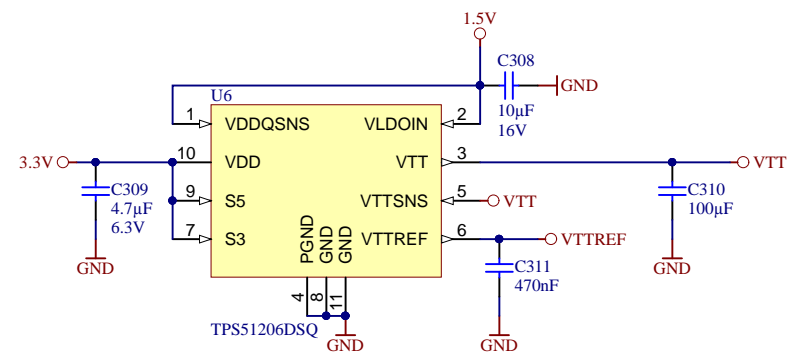 1.5V
C308
GND
10µF
16V
U6
1
VDDQSNS
VLDOIN
2
3.3V
10
VDD
VTT
3
VTT
C309
4.7µF
6.3V
9
S5
VTTSNS
5
VTT
C310
100µF
7
S3
VTTREF
6
VTTREF
PGND
GND
GND
C311
470nF
GND
GND
4
8
11
TPS51206DSQ
GND
GND